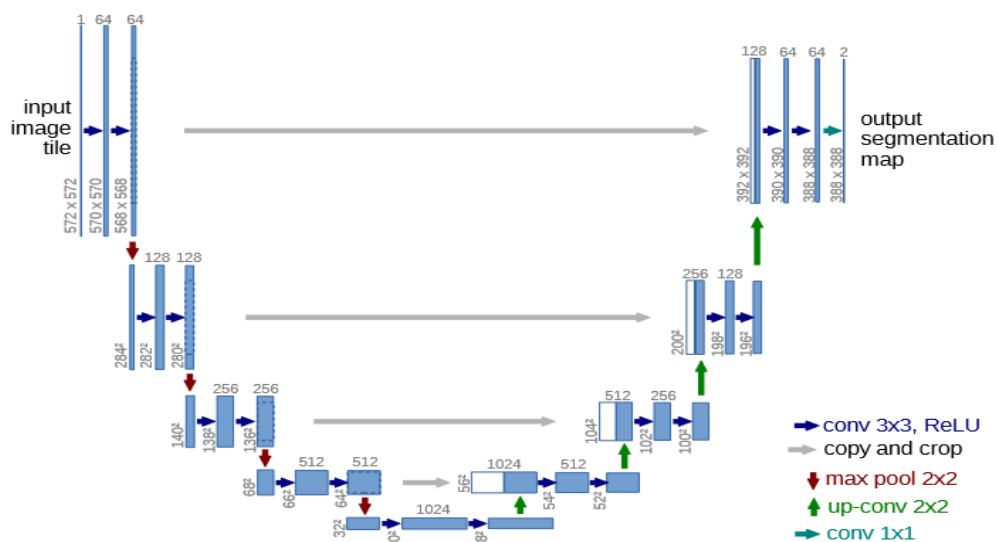 1 64 64
input
image
tile
572 x 572
570 x 570
568 x 568
128 64 64 2
392 x 392
390 x 390
388 x 388
388 x 388
output
segmentation
map
128 128
284²
282²
280²
256 128
200²
198²
196²
256 256
140²
138²
136²
512 256
104²
102²
100²
512 512
68²
66²
64²
1024 512
56²
54²
52²
1024
32²
0²
8²
conv 3x3, ReLU
copy and crop
max pool 2x2
up-conv 2x2
conv 1x1